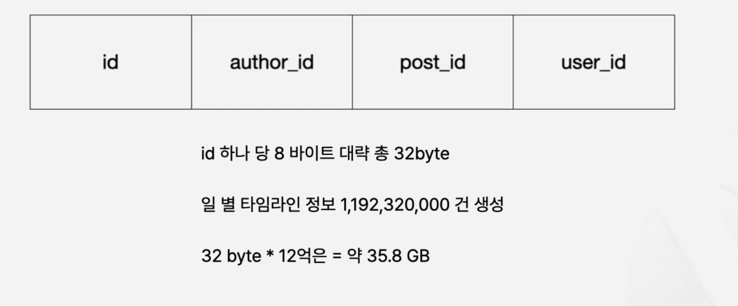 id author_id post_id user_id
id 하나 당 8 바이트 대략 총 32byte
일 별 타임라인 정보 1,192,320,000 건 생성
32 byte * 12억은 = 약 35.8 GB